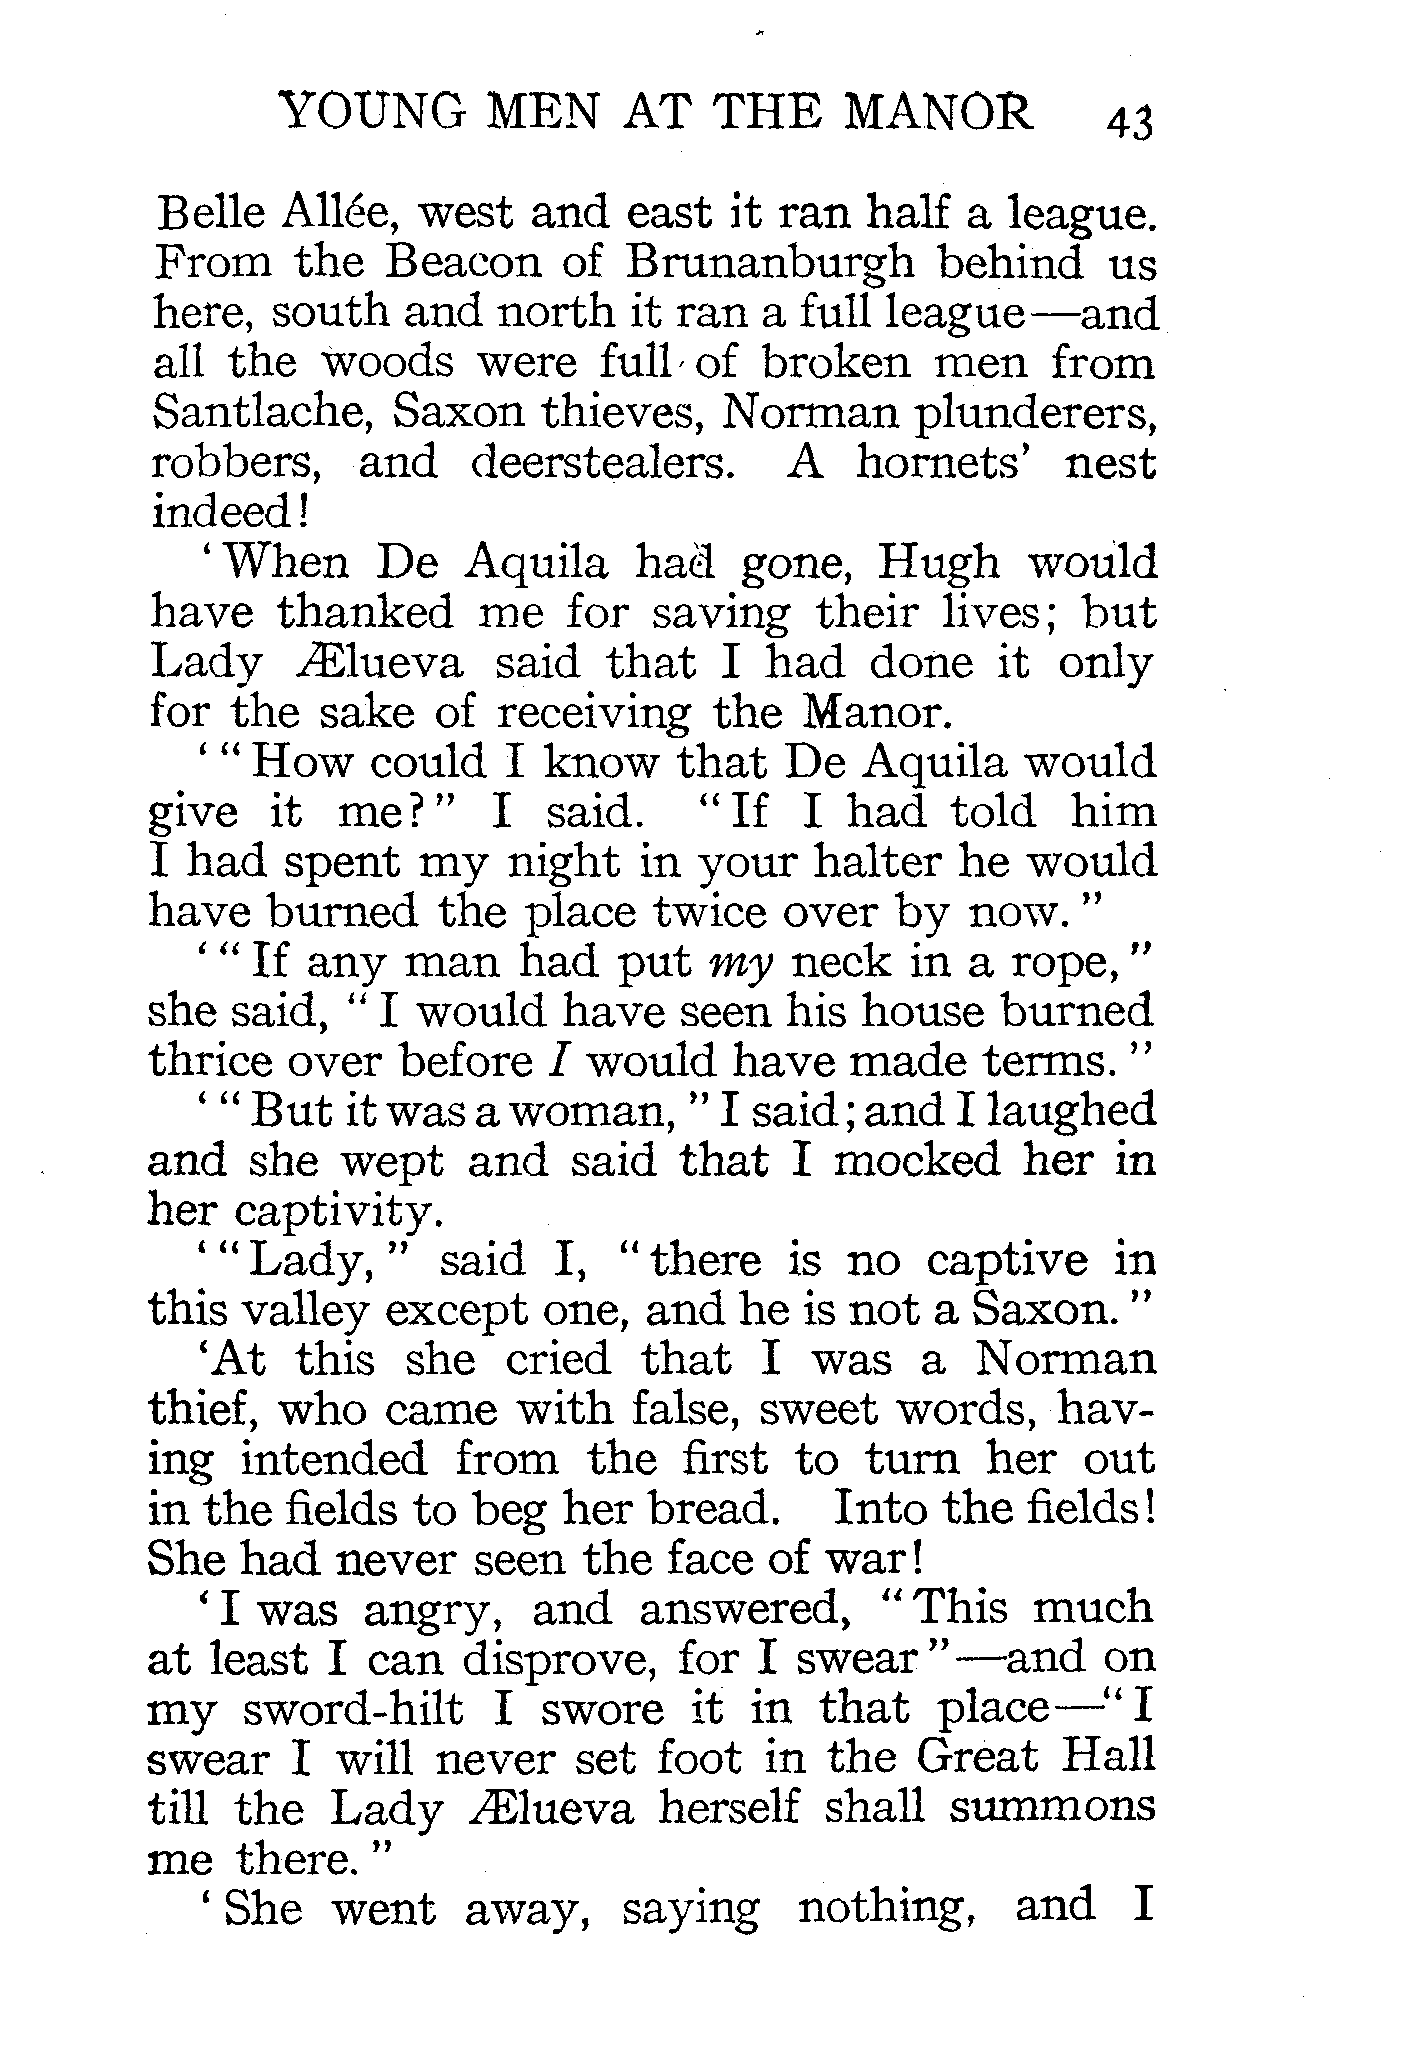 YOUNG MEN AT THE MANOR 43
Belle Allée, west and east it ran half a league.
From the Beacon of Brunanburgh behind us
here, south and north it ran a full league—and
all the woods were full of broken men from
Santlache, Saxon thieves, Norman plunderers,
robbers, and deerstealers. A hornets' nest
indeed!
'When De Aquila had gone, Hugh would
have thanked me for saving their lives; but
Lady Ælueva said that I had done it only
for the sake of receiving the Manor.
'"How could I know that De Aquila would
give it me?" I said. "If I had told him
I had spent my night in your halter he would
have burned the place twice over by now."
'"If any man had put my neck in a rope,"
she said, "I would have seen his house burned
thrice over before I would have made terms."
'"But it was a woman," I said; and I laughed
and she wept and said that I mocked her in
her captivity.
'"Lady," said I, "there is no captive in
this valley except one, and he is not a Saxon."
'At this she cried that I was a Norman
thief, who came with false, sweet words, hav-
ing intended from the first to turn her out
in the fields to beg her bread. Into the fields!
She had never seen the face of war!
'I was angry, and answered, "This much
at least I can disprove, for I swear"—and on
my sword-hilt I swore it in that place—"I
swear I will never set foot in the Great Hall
till the Lady Ælueva herself shall summons
me there."
'She went away, saying nothing, and I